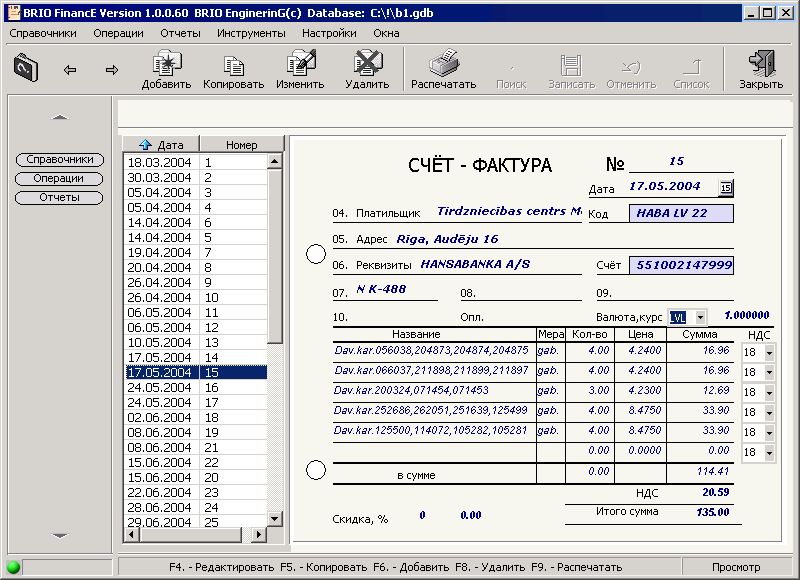 BRIO FinancE Version 1.0.0.60 BRIO EnginerinG(c) Database: C:\!\b1.gdb
Справочники Операции Отчеты Инструменты Настройки Окна
Добавить Копировать Изменить Удалить Распечатать Поиск Записать Отменить Список Закрыть
Справочники
Операции
Отчеты
Дата Номер
18.03.2004 1
30.03.2004 2
05.04.2004 3
05.04.2004 4
14.04.2004 6
14.04.2004 5
19.04.2004 7
20.04.2004 8
26.04.2004 9
26.04.2004 10
06.05.2004 11
06.05.2004 12
10.05.2004 13
17.05.2004 14
17.05.2004 15
24.05.2004 16
24.05.2004 17
02.06.2004 18
08.06.2004 19
08.06.2004 21
15.06.2004 22
15.06.2004 20
22.06.2004 23
28.06.2004 24
29.06.2004 25
СЧЁТ - ФАКТУРА № 15
Дата 17.05.2004 15
04. Платильщик Tirdzniecības centrs Код HABA LV 22
05. Адрес Rīga, Audēju 16
06. Реквизиты HANSABANKA A/S Счёт 551002147999
07. N K-488 08. 09.
10. Опл. Валюта,курс LVL 1.000000
Название Мера Кол-во Цена Сумма НДС
Dav.kar.056038,204873,204874,204875 gab. 4.00 4.2400 16.96 18
Dav.kar.066037,211898,211899,211897 gab. 4.00 4.2400 16.96 18
Dav.kar.200324,071454,071453 gab. 3.00 4.2300 12.69 18
Dav.kar.252686,262051,251639,125499 gab. 4.00 8.4750 33.90 18
Dav.kar.125500,114072,105282,105281 gab. 4.00 8.4750 33.90 18
0.00 0.0000 0.00 18
в сумме 0.00 114.41
НДС 20.59
Скидка, % 0 0.00 Итого сумма 135.00
F4. - Редактировать F5. - Копировать F6. - Добавить F8. - Удалить F9. - Распечатать Просмотр